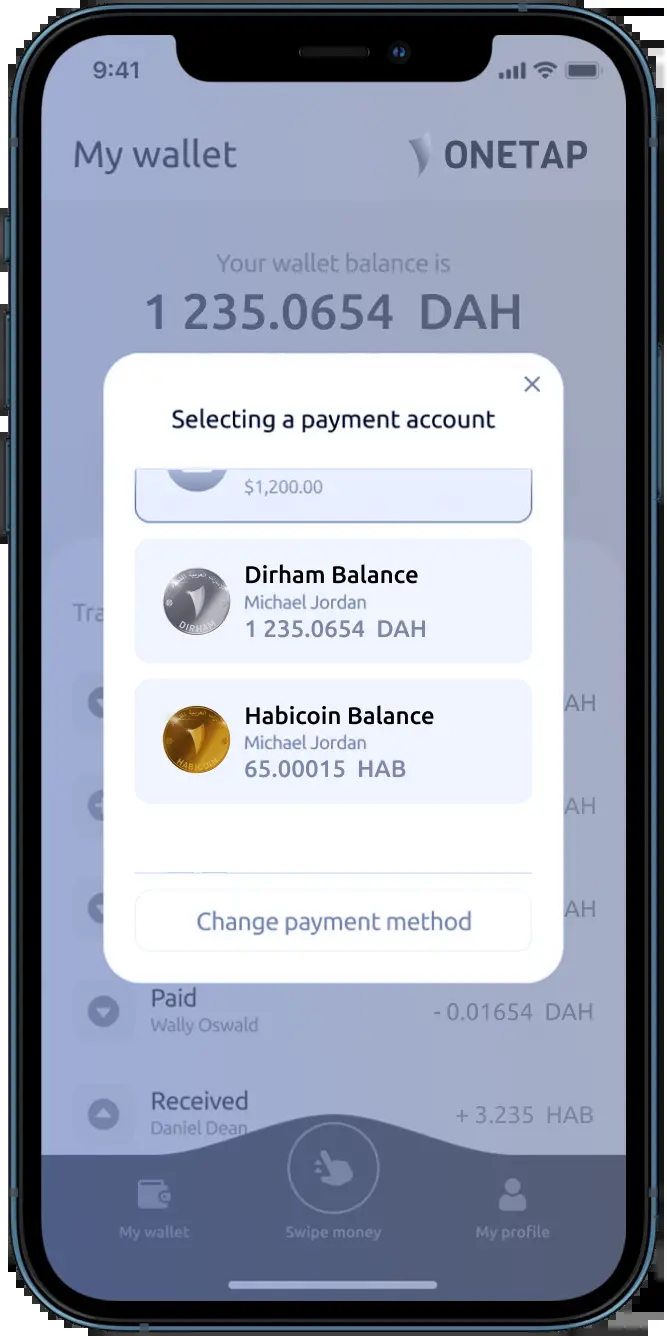 9:41
My wallet
ONETAP
Your wallet balance is
1 235.0654 DAH
Selecting a payment account
$1,200.00
Dirham Balance
Michael Jordan
1 235.0654 DAH
DIRHAM
Habicoin Balance
Michael Jordan
65.00015 HAB
HABICOIN
Tra
AH
AH
AH
Change payment method
Paid
Wally Oswald
- 0.01654 DAH
Received
Daniel Dean
+ 3.235 HAB
My wallet
Swipe money
My profile